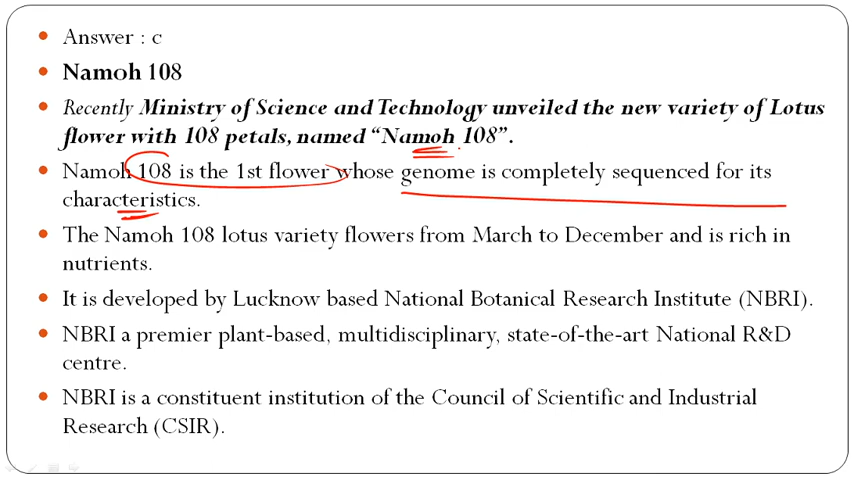 Answer : c
Namoh 108
Recently Ministry of Science and Technology unveiled the new variety of Lotus
flower with 108 petals, named “Namoh 108”.
Namoh 108 is the 1st flower whose genome is completely sequenced for its
characteristics.
The Namoh 108 lotus variety flowers from March to December and is rich in
nutrients.
It is developed by Lucknow based National Botanical Research Institute (NBRI).
NBRI a premier plant-based, multidisciplinary, state-of-the-art National R&D
centre.
NBRI is a constituent institution of the Council of Scientific and Industrial
Research (CSIR).